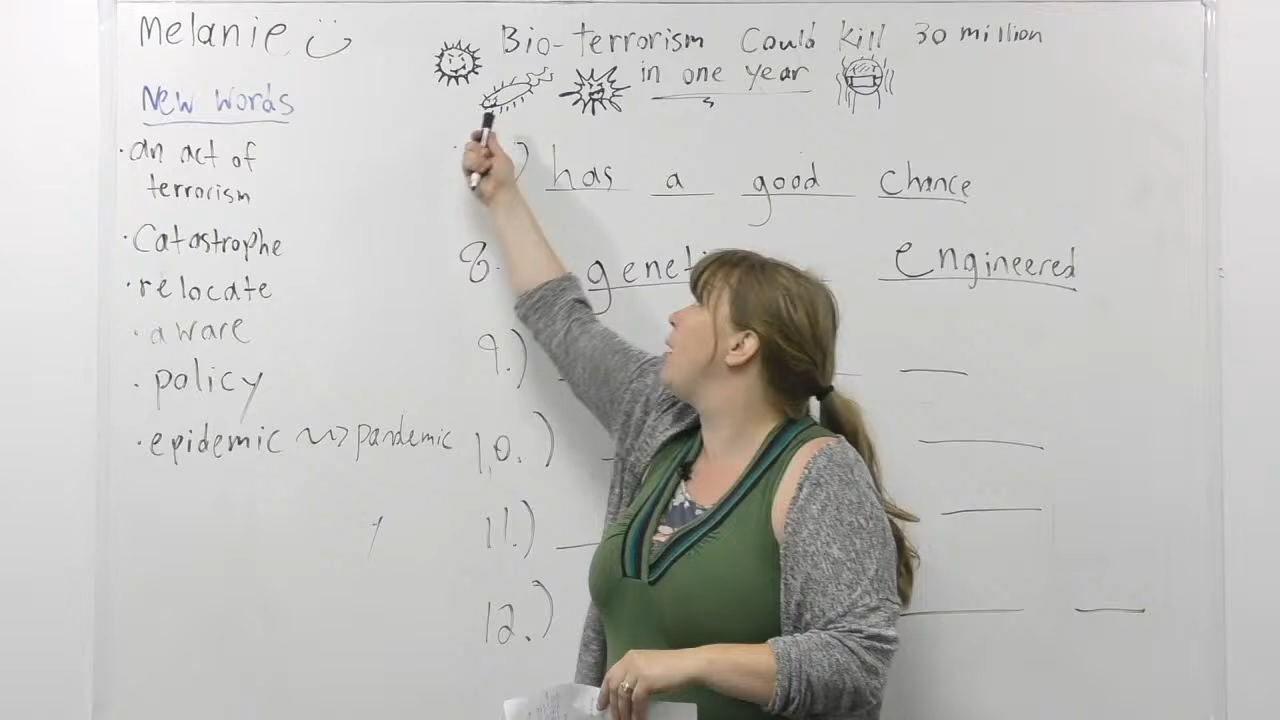 Melanie
Bio-terrorism Could kill 30 million
in one year
New words
• an act of
terrorism
• Catastrophe
• relocate
• aware
• policy
• epidemic ~> pandemic
) has a good chance
8. engineered
9.)
10.)
11.)
12.)